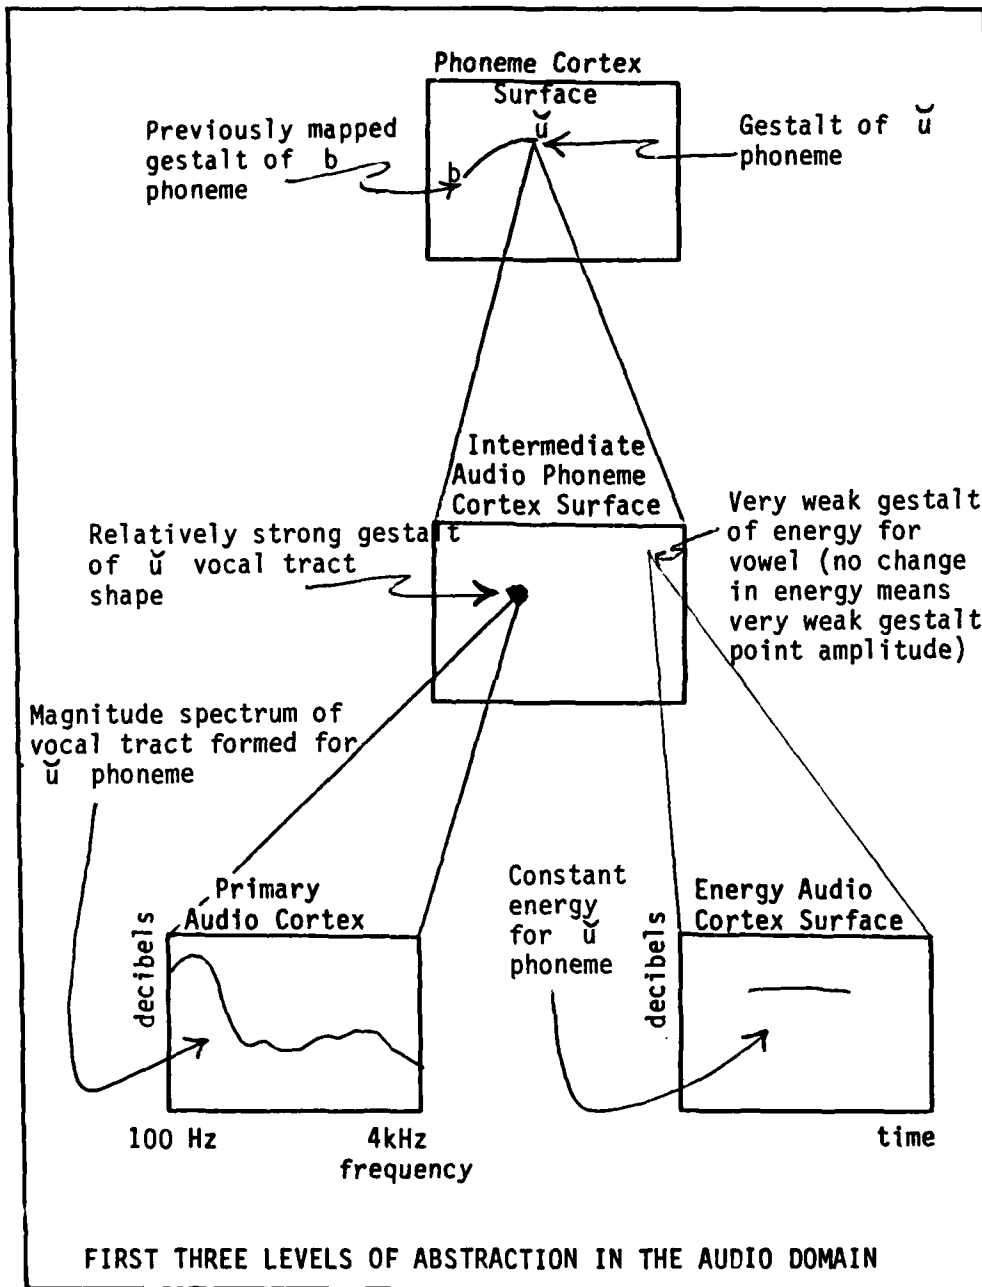 Phoneme Cortex
Surface
Previously mapped
gestalt of b
phoneme
b
ŭ
Gestalt of ŭ
phoneme
Intermediate
Audio Phoneme
Cortex Surface
Relatively strong gestalt
of ŭ vocal tract
shape
Very weak gestalt
of energy for
vowel (no change
in energy means
very weak gestalt
point amplitude)
Magnitude spectrum of
vocal tract formed for
ŭ phoneme
Primary
Audio Cortex
decibels
100 Hz
4kHz
frequency
Constant
energy
for ŭ
phoneme
Energy Audio
Cortex Surface
decibels
time
FIRST THREE LEVELS OF ABSTRACTION IN THE AUDIO DOMAIN